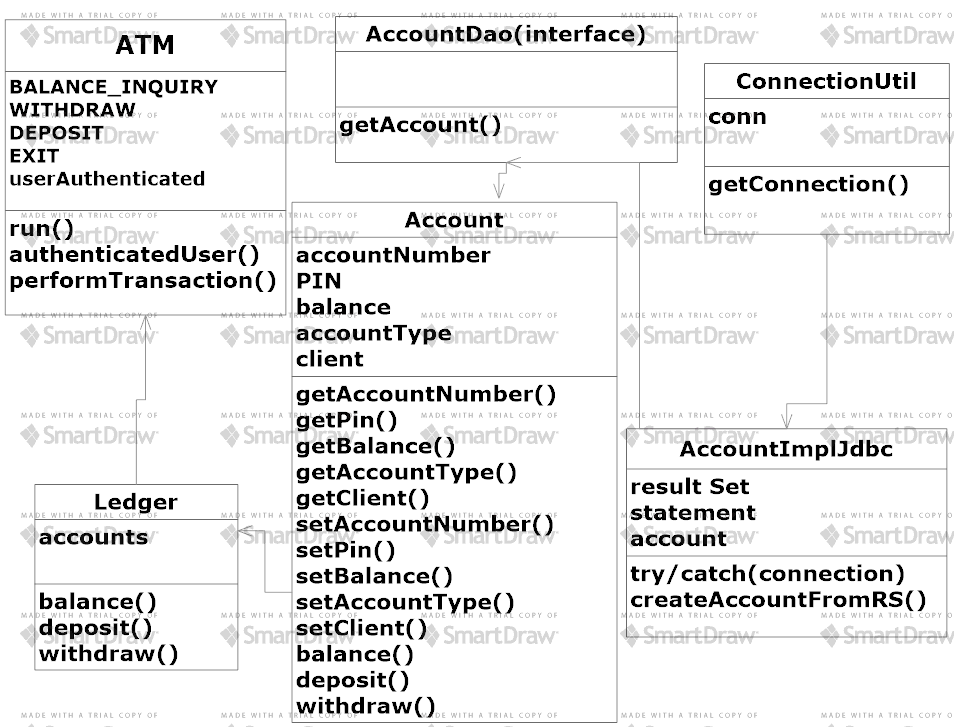 ATM
BALANCE_INQUIRY
WITHDRAW
DEPOSIT
EXIT
userAuthenticated
run()
authenticatedUser()
performTransaction()
AccountDao(interface)
getAccount()
ConnectionUtil
conn
getConnection()
Account
accountNumber
PIN
balance
accountType
client
getAccountNumber()
getPin()
getBalance()
getAccountType()
getClient()
setAccountNumber()
setPin()
setBalance()
setAccountType()
setClient()
balance()
deposit()
withdraw()
AccountImplJdbc
result Set
statement
account
try/catch(connection)
createAccountFromRS()
Ledger
accounts
balance()
deposit()
withdraw()
MADE WITH A TRIAL COPY OF
SmartDraw